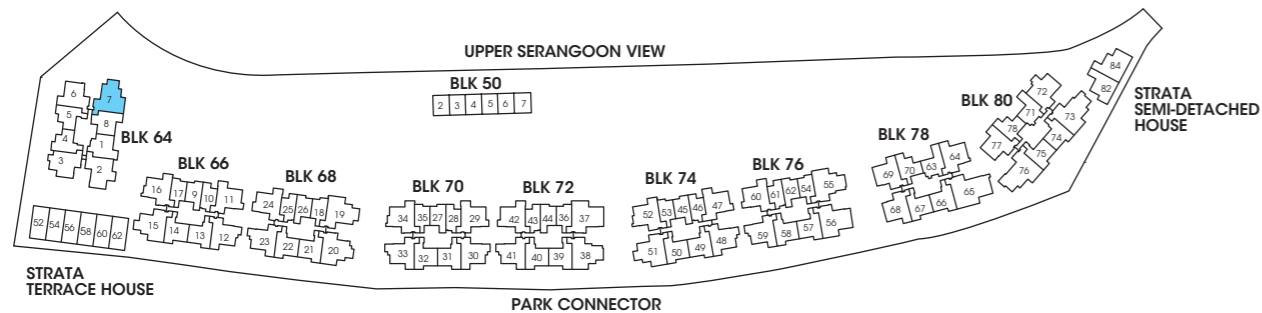 UPPER SERANGOON VIEW
BLK 50
2 3 4 5 6 7
6 7
5 8
BLK 64
4 1
3 2
BLK 66
16 17 9 10 11
15 14 13 12
BLK 68
24 25 26 18 19
23 22 21 20
BLK 70
34 35 27 28 29
33 32 31 30
BLK 72
42 43 44 36 37
41 40 39 38
BLK 74
52 53 45 46 47
51 50 49 48
BLK 76
60 61 62 54 55
59 58 57 56
BLK 78
69 70 63 64
68 67 66 65
BLK 80
72
71 73
78 74
77 75
76
84
82
STRATA
SEMI-DETACHED
HOUSE
52 54 56 58 60 62
STRATA
TERRACE HOUSE
PARK CONNECTOR